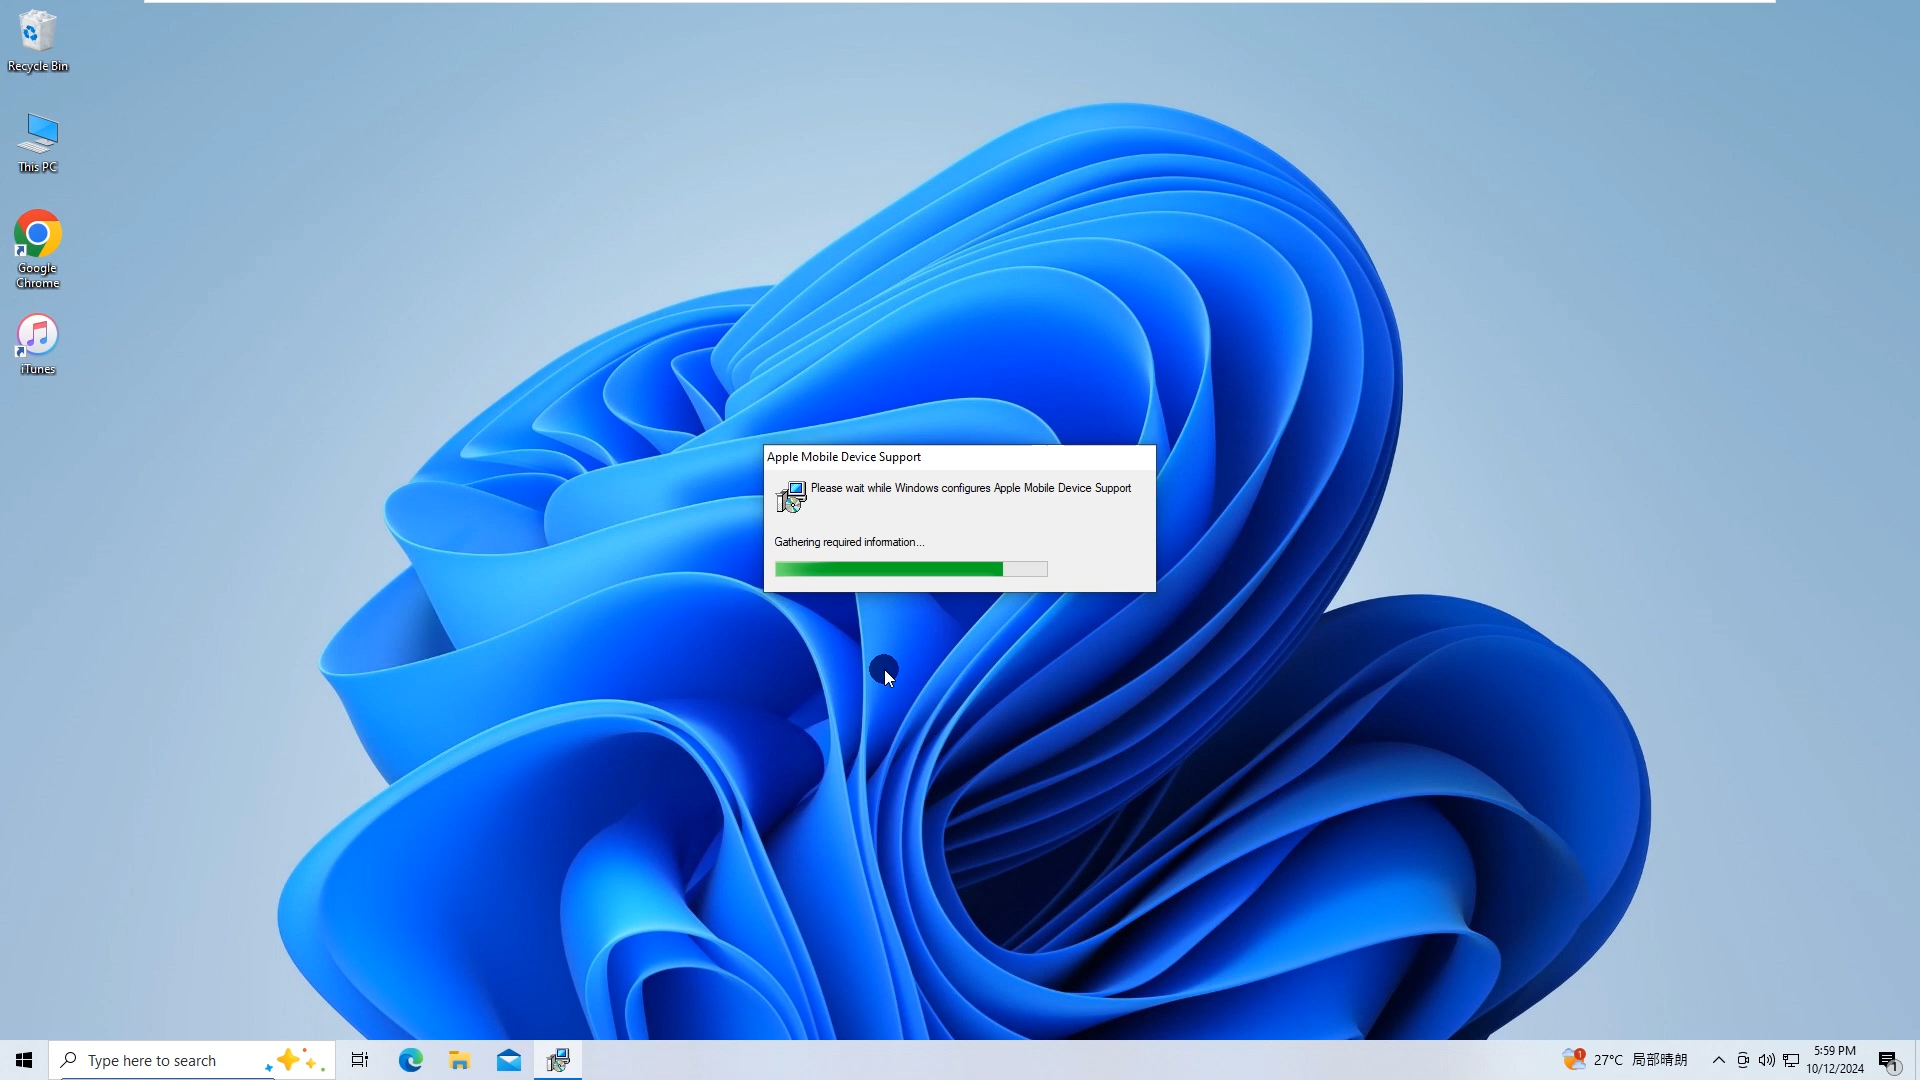 Recycle Bin
This PC
Google
Chrome
iTunes
Apple Mobile Device Support
Please wait while Windows configures Apple Mobile Device Support
Gathering required information...
Type here to search
1
27°C 局部晴朗
5:59 PM
10/12/2024
1